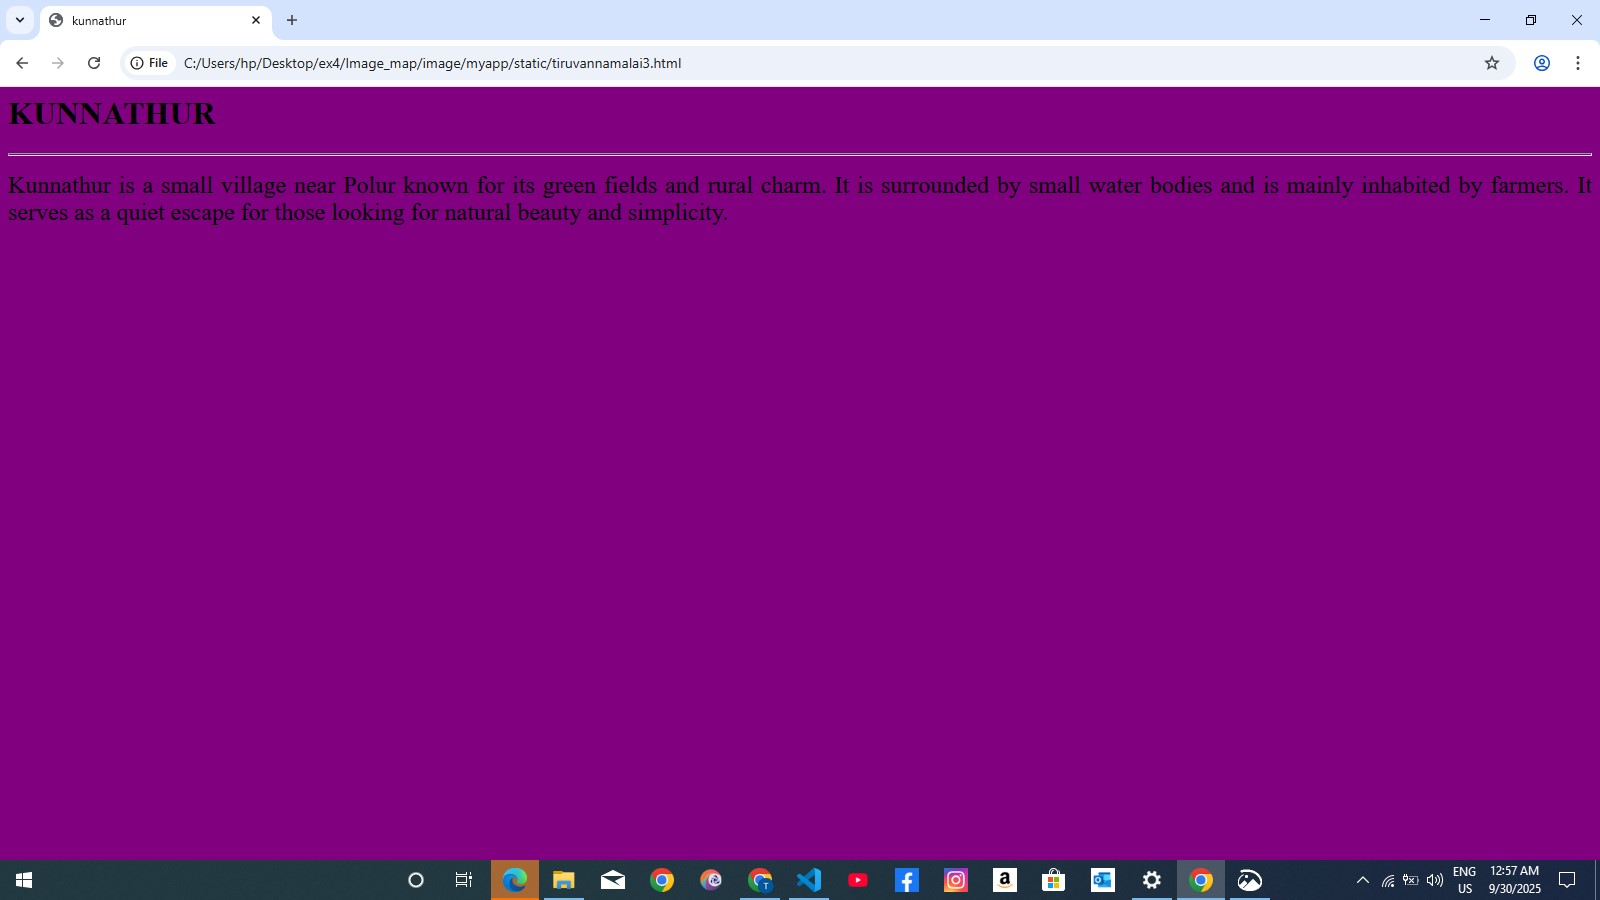 kunnathur
File C:/Users/hp/Desktop/ex4/Image_map/image/myapp/static/tiruvannamalai3.html
KUNNATHUR
Kunnathur is a small village near Polur known for its green fields and rural charm. It is surrounded by small water bodies and is mainly inhabited by farmers. It
serves as a quiet escape for those looking for natural beauty and simplicity.
T
a
ENG 12:57 AM
US 9/30/2025